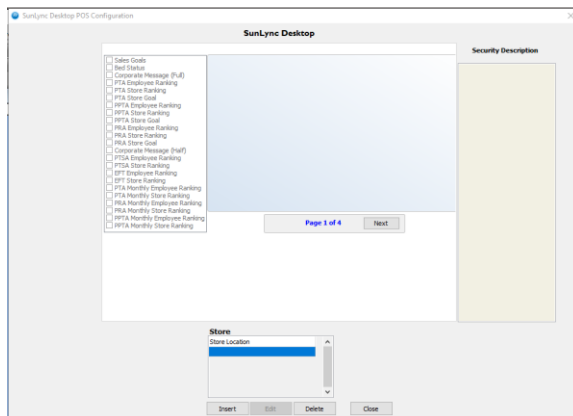 SunLync Desktop POS Configuration
SunLync Desktop
Security Description
Sales Goals
Bed Status
Corporate Message (Full)
PTA Employee Ranking
PTA Store Ranking
PTA Store Goal
PPTA Employee Ranking
PPTA Store Ranking
PPTA Store Goal
PRA Employee Ranking
PRA Store Ranking
PRA Store Goal
Corporate Message (Half)
PTSA Employee Ranking
PTSA Store Ranking
EFT Employee Ranking
EFT Store Ranking
PTA Monthly Employee Ranking
PTA Monthly Store Ranking
PRA Monthly Employee Ranking
PRA Monthly Store Ranking
PPTA Monthly Employee Ranking
PPTA Monthly Store Ranking
Page 1 of 4
Next
Store
Store Location
Insert
Edit
Delete
Close